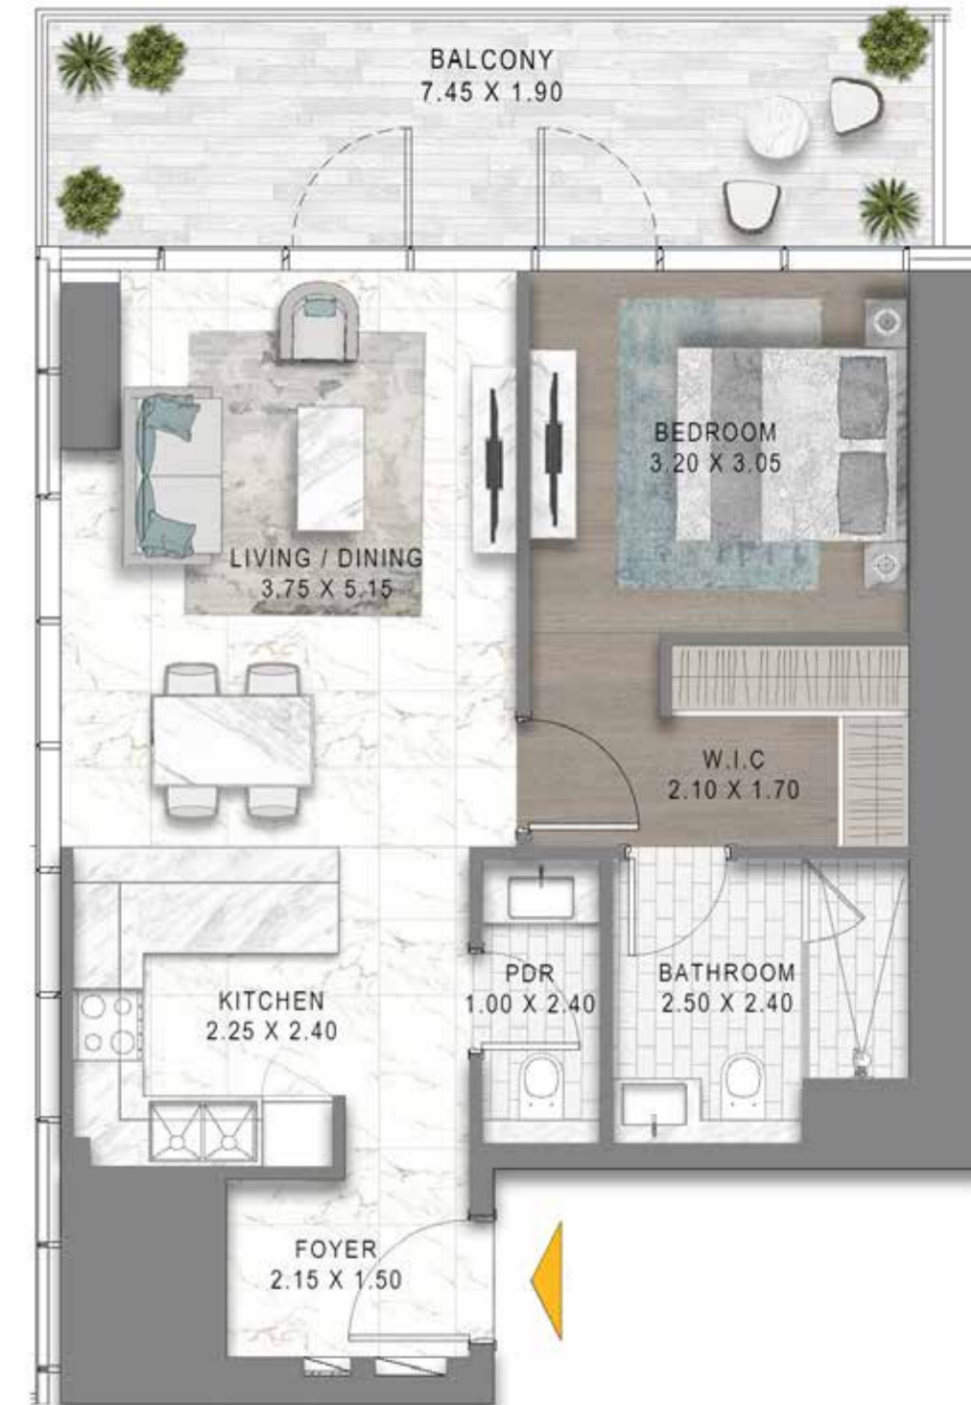 BALCONY
7.45 X 1.90
BEDROOM
3.20 X 3.05
LIVING / DINING
3.75 X 5.15
W.I.C
2.10 X 1.70
PDR
1.00 X 2.40
BATHROOM
2.50 X 2.40
KITCHEN
2.25 X 2.40
FOYER
2.15 X 1.50